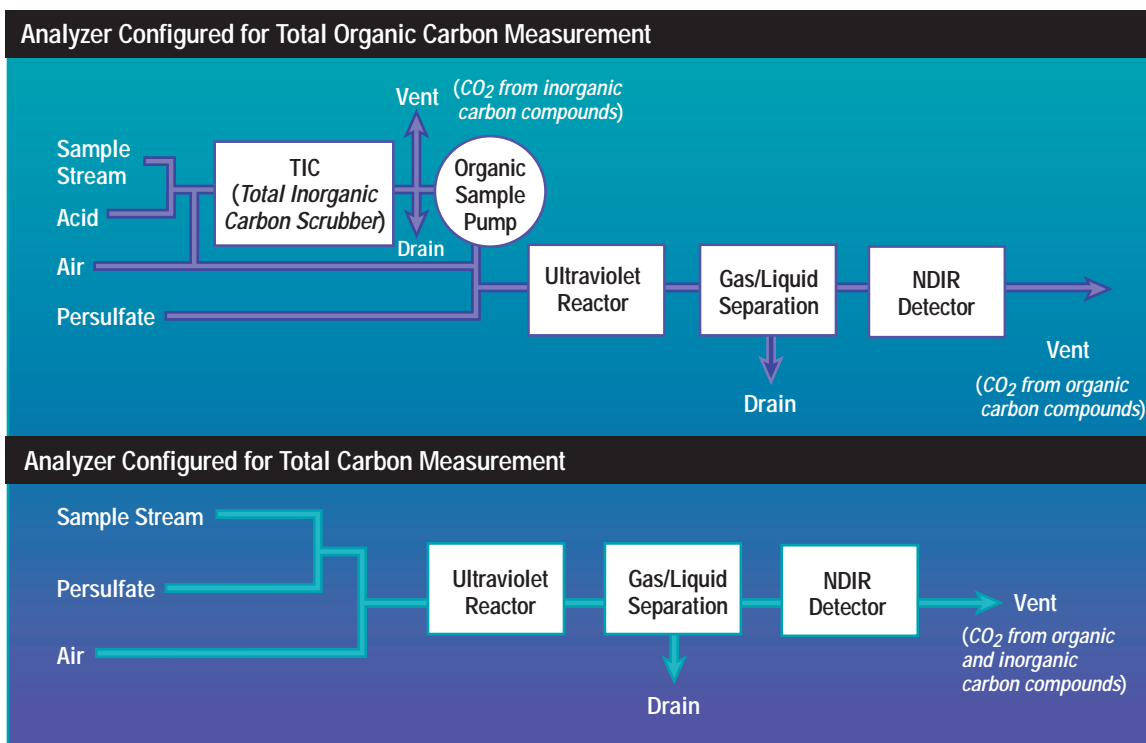 Analyzer Configured for Total Organic Carbon Measurement
Vent
(CO2 from inorganic
carbon compounds)
Sample
Stream
Acid
Air
Persulfate
TIC
(Total Inorganic
Carbon Scrubber)
Drain
Organic
Sample
Pump
Ultraviolet
Reactor
Gas/Liquid
Separation
NDIR
Detector
Drain
Vent
(CO2 from organic
carbon compounds)
Analyzer Configured for Total Carbon Measurement
Sample Stream
Persulfate
Air
Ultraviolet
Reactor
Gas/Liquid
Separation
NDIR
Detector
Drain
Vent
(CO2 from organic
and inorganic
carbon compounds)